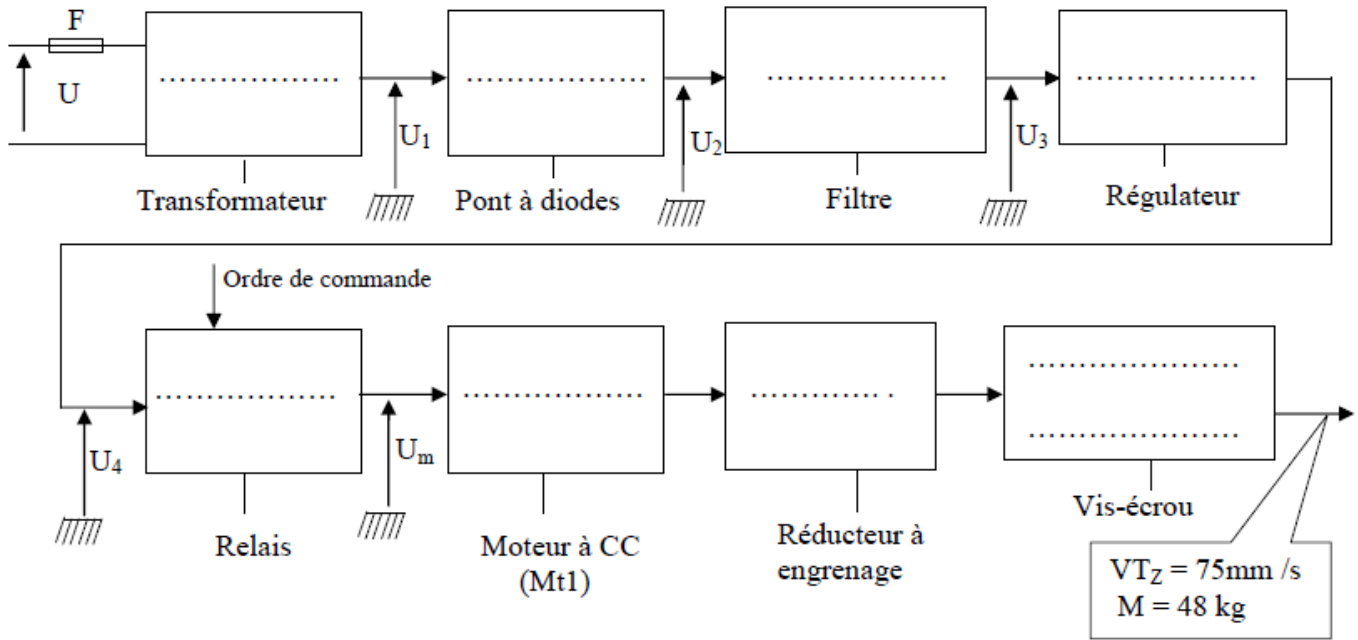 F
U
....................
....................
....................
....................
U₁
U₂
U₃
Transformateur
Pont à diodes
Filtre
Régulateur
Ordre de commande
....................
....................
............. .
.......................
.......................
U₄
Uₘ
Relais
Moteur à CC
(Mt1)
Réducteur à
engrenage
Vis-écrou
VT_Z = 75mm /s
M = 48 kg